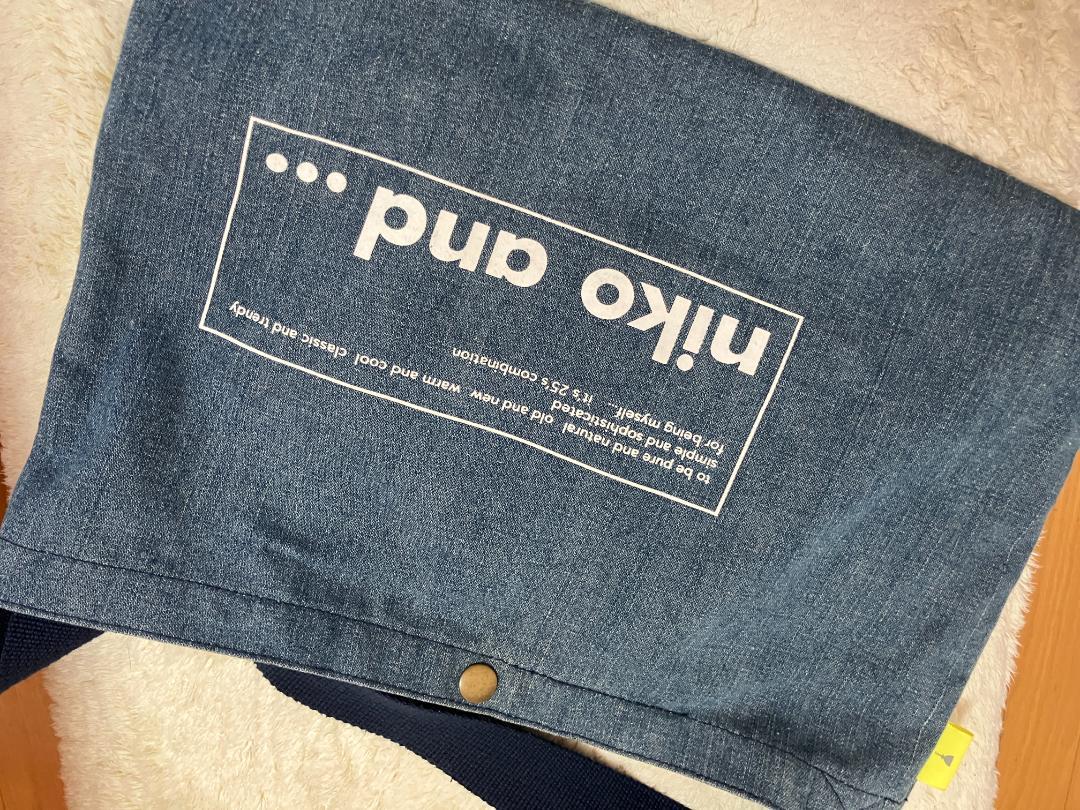 to be pure and natural old and new warm and cool classic and trendy
simple and sophisticated
for being myself... it's 25's combination
niko and ...